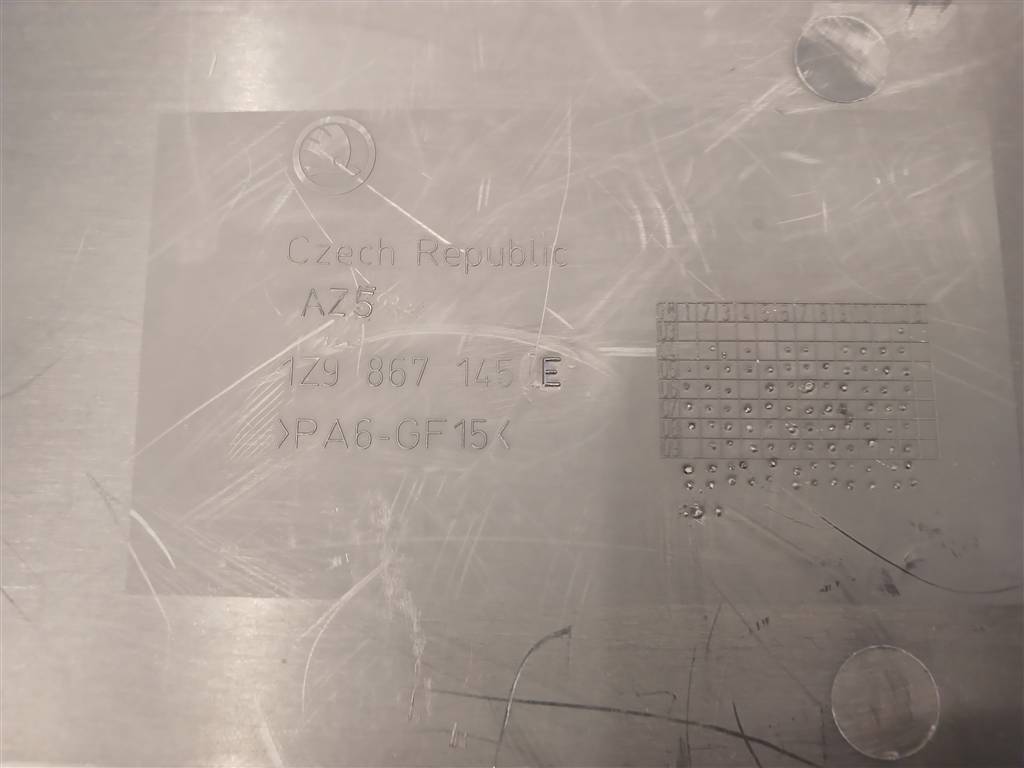 Czech Republic
AZ5
1Z9 867 145 E
>PA6-GF15<